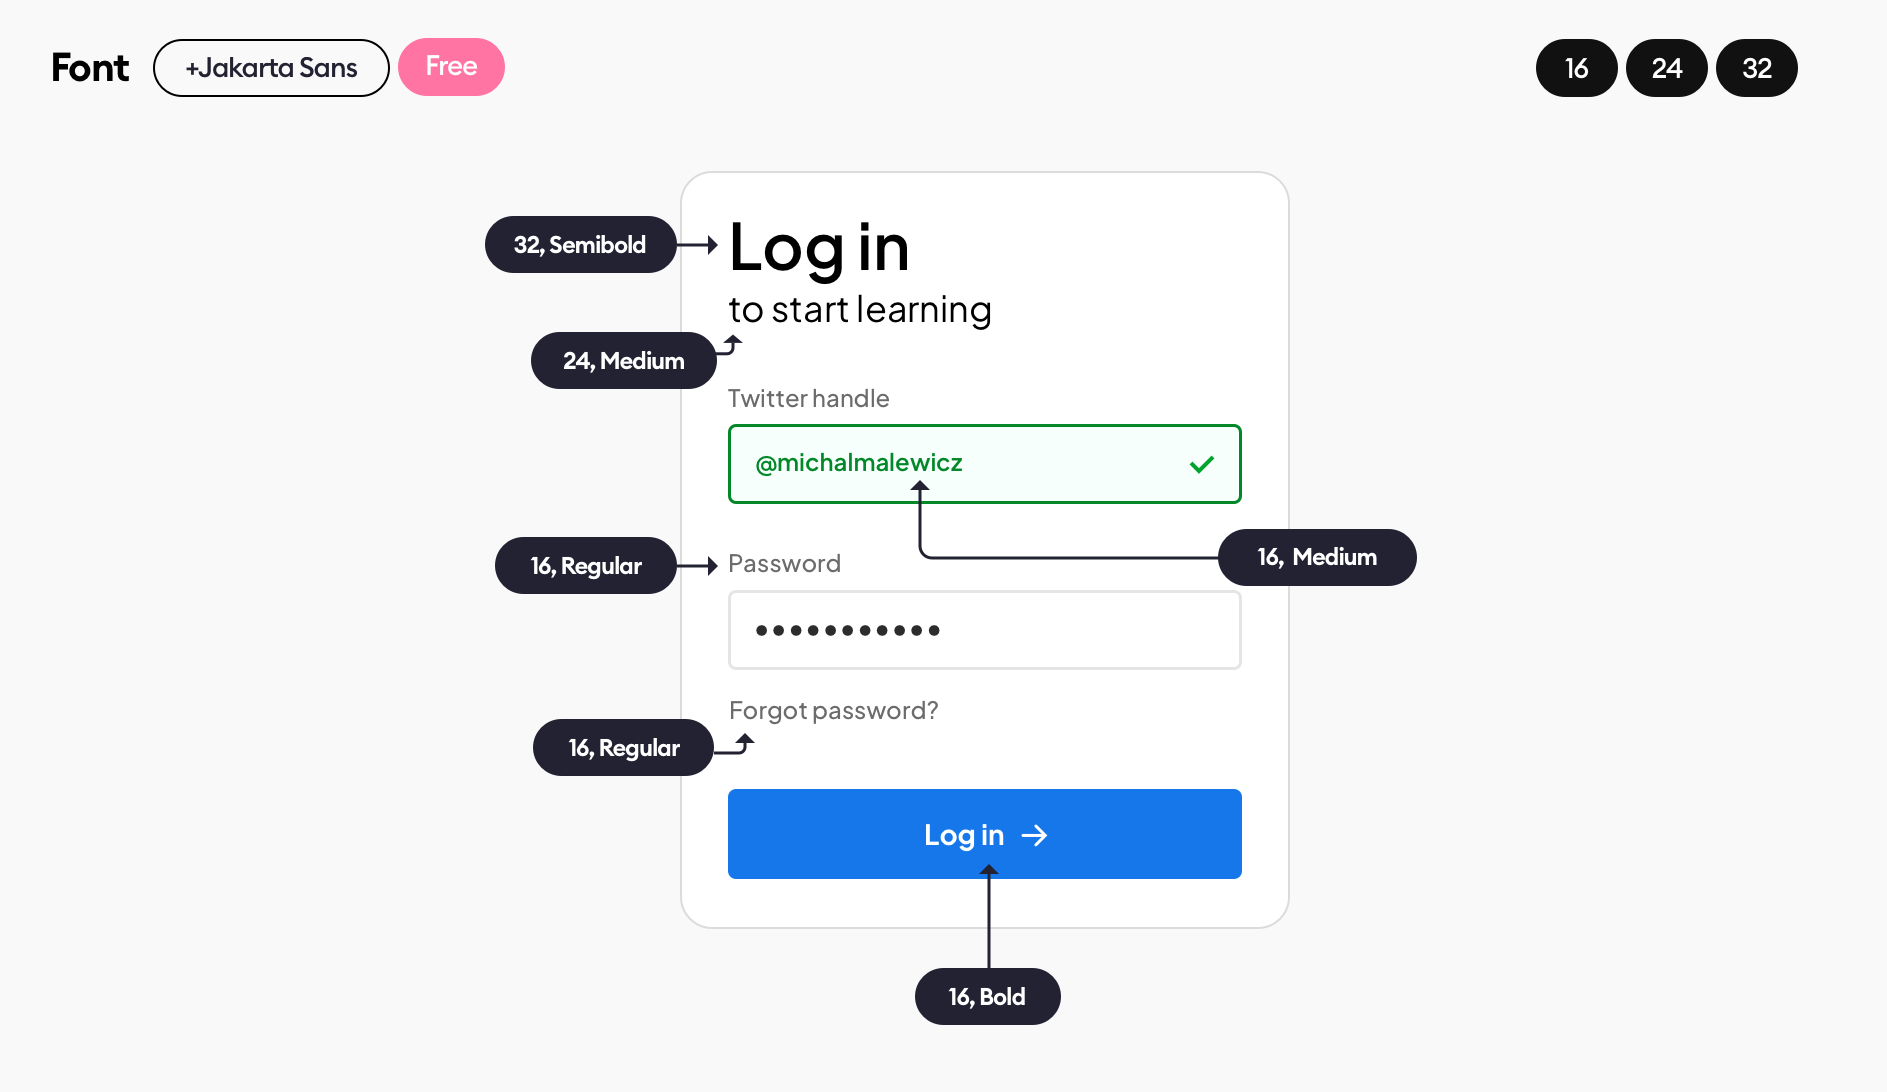 Font
+Jakarta Sans
Free
16
24
32
32, Semibold
Log in
to start learning
24, Medium
Twitter handle
@michalmalewicz
16, Medium
16, Regular
Password
Forgot password?
16, Regular
Log in
16, Bold